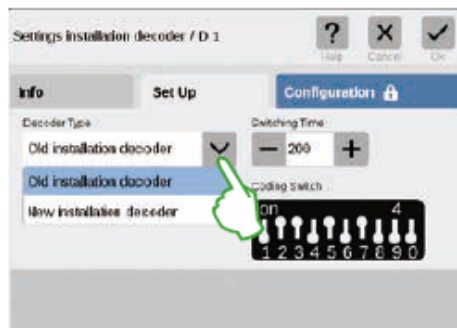 Settings installation decoder / D 1
Help
Cancel
Ok
Info
Set Up
Configuration
Decoder Type
Switching Time
Old installation decoder
200
Old installation decoder
Coding Switch
New installation decoder
on 4
1 2 3 4 5 6 7 8 9 0